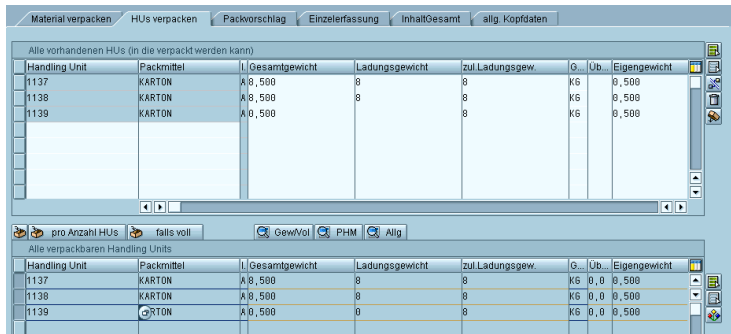 Material verpacken HUs verpacken Packvorschlag Einzelerfassung InhaltGesamt allg. Kopfdaten
Alle vorhandenen HUs (in die verpackt werden kann)
Handling Unit Packmittel I. Gesamtgewicht Ladungsgewicht zul.Ladungsgew. G... Üb... Eigengewicht
1137 KARTON A 8,500 8 8 KG 0,500
1138 KARTON A 8,500 8 8 KG 0,500
1139 KARTON A 0,500 8 KG 0,500
pro Anzahl HUs falls voll Gew/Vol PHM Allg
Alle verpackbaren Handling Units
Handling Unit Packmittel I. Gesamtgewicht Ladungsgewicht zul.Ladungsgew. G... Üb... Eigengewicht
1137 KARTON A 8,500 8 8 KG 0,0 0,500
1138 KARTON A 8,500 8 8 KG 0,0 0,500
1139 RTON A 0,500 0 8 KG 0,0 0,500